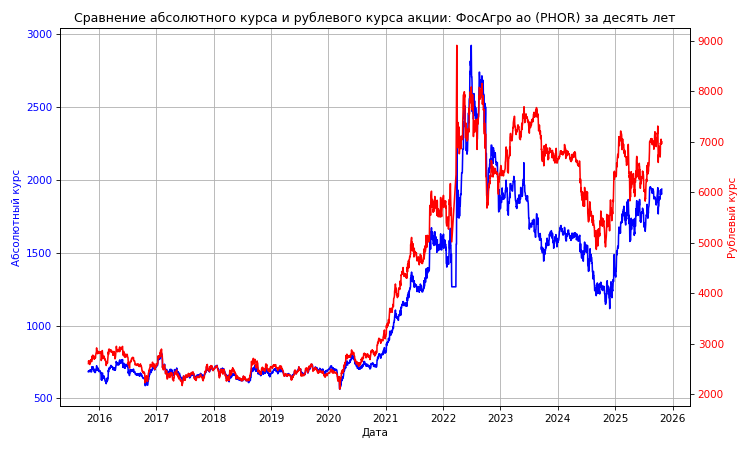 Сравнение абсолютного курса и рублевого курса акции: ФосАгро ао (PHOR) за десять лет
3000
2500
2000
1500
1000
500
Абсолютный курс
9000
8000
7000
6000
5000
4000
3000
2000
Рублевый курс
2016 2017 2018 2019 2020 2021 2022 2023 2024 2025 2026
Дата